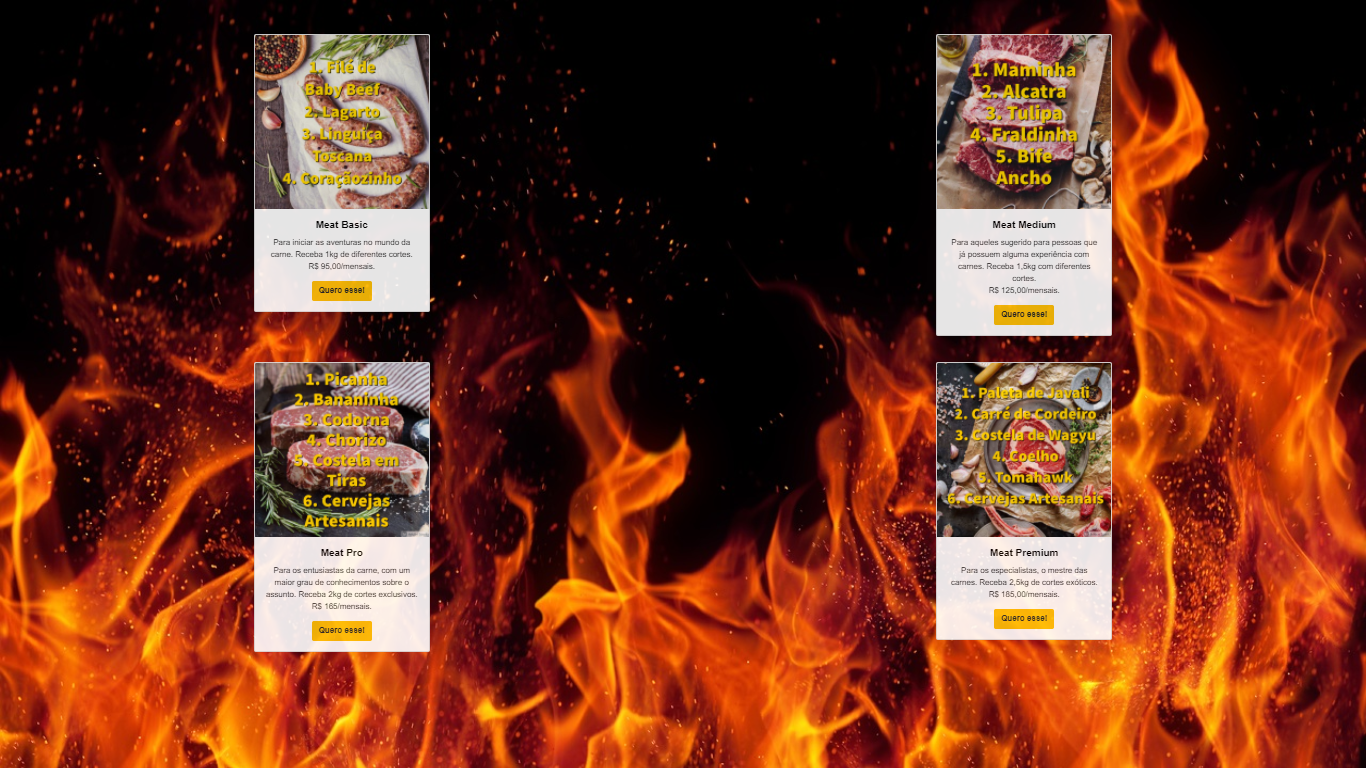 1. Filé de
Baby Beef
2. Lagarto
3. Linguiça
Toscana
4. Coraçãozinho
Meat Basic
Para iniciar as aventuras no mundo da
carne. Receba 1kg de diferentes cortes.
R$ 95,00/mensais.
Quero esse!
1. Maminha
2. Alcatra
3. Tulipa
4. Fraldinha
5. Bife
Ancho
Meat Medium
Para aqueles sugerido para pessoas que
já possuem alguma experiência com
carnes. Receba 1,5kg com diferentes
cortes.
R$ 125,00/mensais.
Quero esse!
1. Picanha
2. Bananinha
3. Codorna
4. Chorizo
5. Costela em
Tiras
6. Cervejas
Artesanais
Meat Pro
Para os entusiastas da carne, com um
maior grau de conhecimentos sobre o
assunto. Receba 2kg de cortes exclusivos.
R$ 165/mensais.
Quero esse!
1. Paleta de Javali
2. Carré de Cordeiro
3. Costela de Wagyu
4. Coelho
5. Tomahawk
6. Cervejas Artesanais
Meat Premium
Para os especialistas, o mestre das
carnes. Receba 2,5kg de cortes exóticos.
R$ 185,00/mensais.
Quero esse!